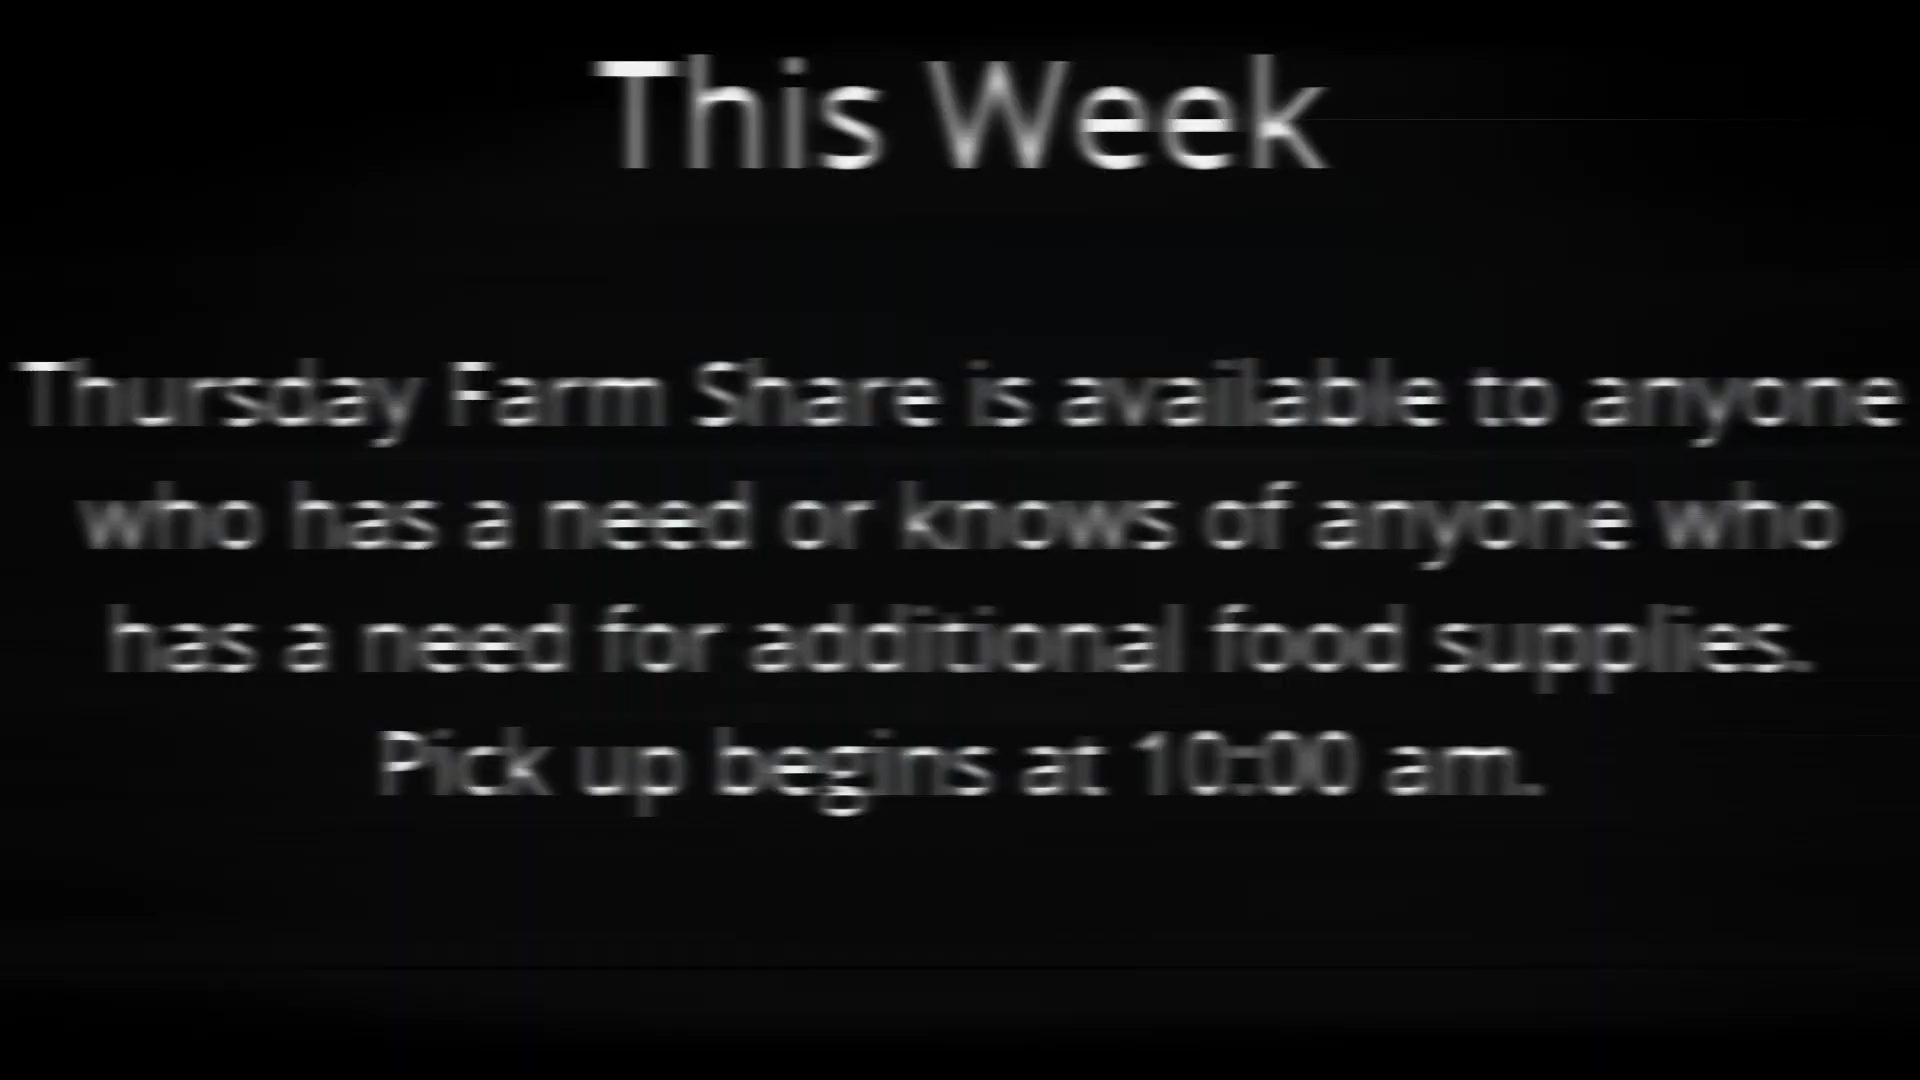 This Week
Thursday Farm Share is available to anyone
who has a need or knows of anyone who
has a need for additional food supplies.
Pick up begins at 10:00 am.